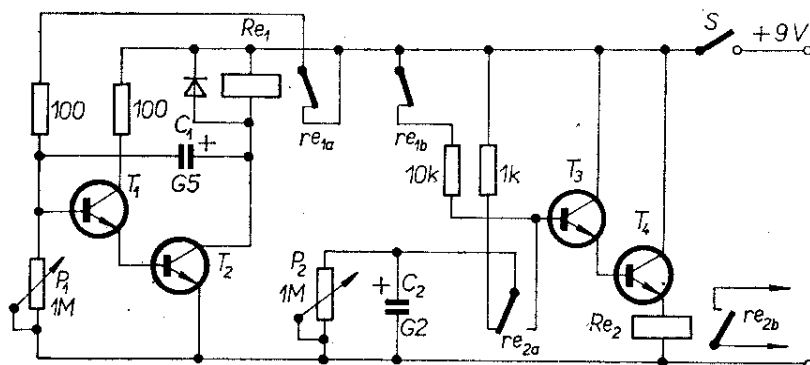 Re1
S
+9V
100
100
C1
+
G5
re1a
re1b
T1
10k
1k
T3
T2
T4
P1
1M
P2
1M
+
C2
G2
re2a
Re2
re2b